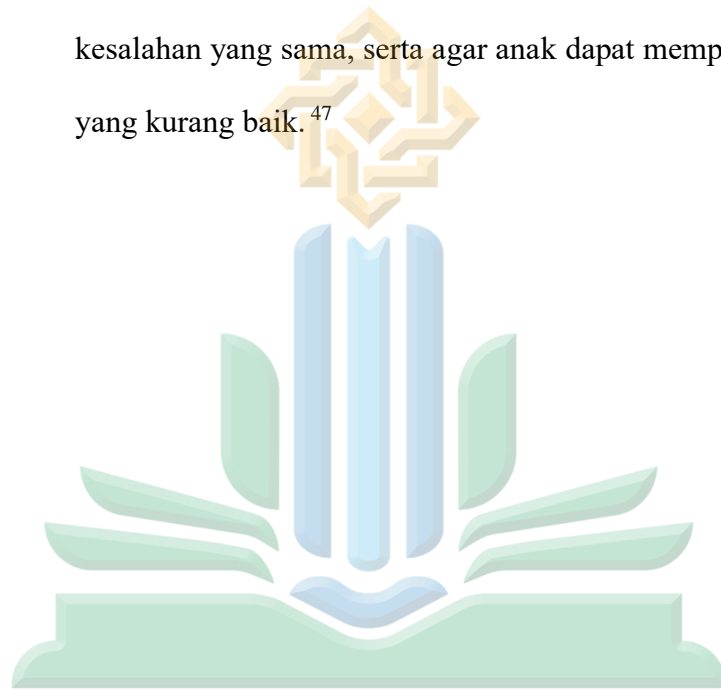 kesalahan yang sama, serta agar anak dapat memp
yang kurang baik. 47